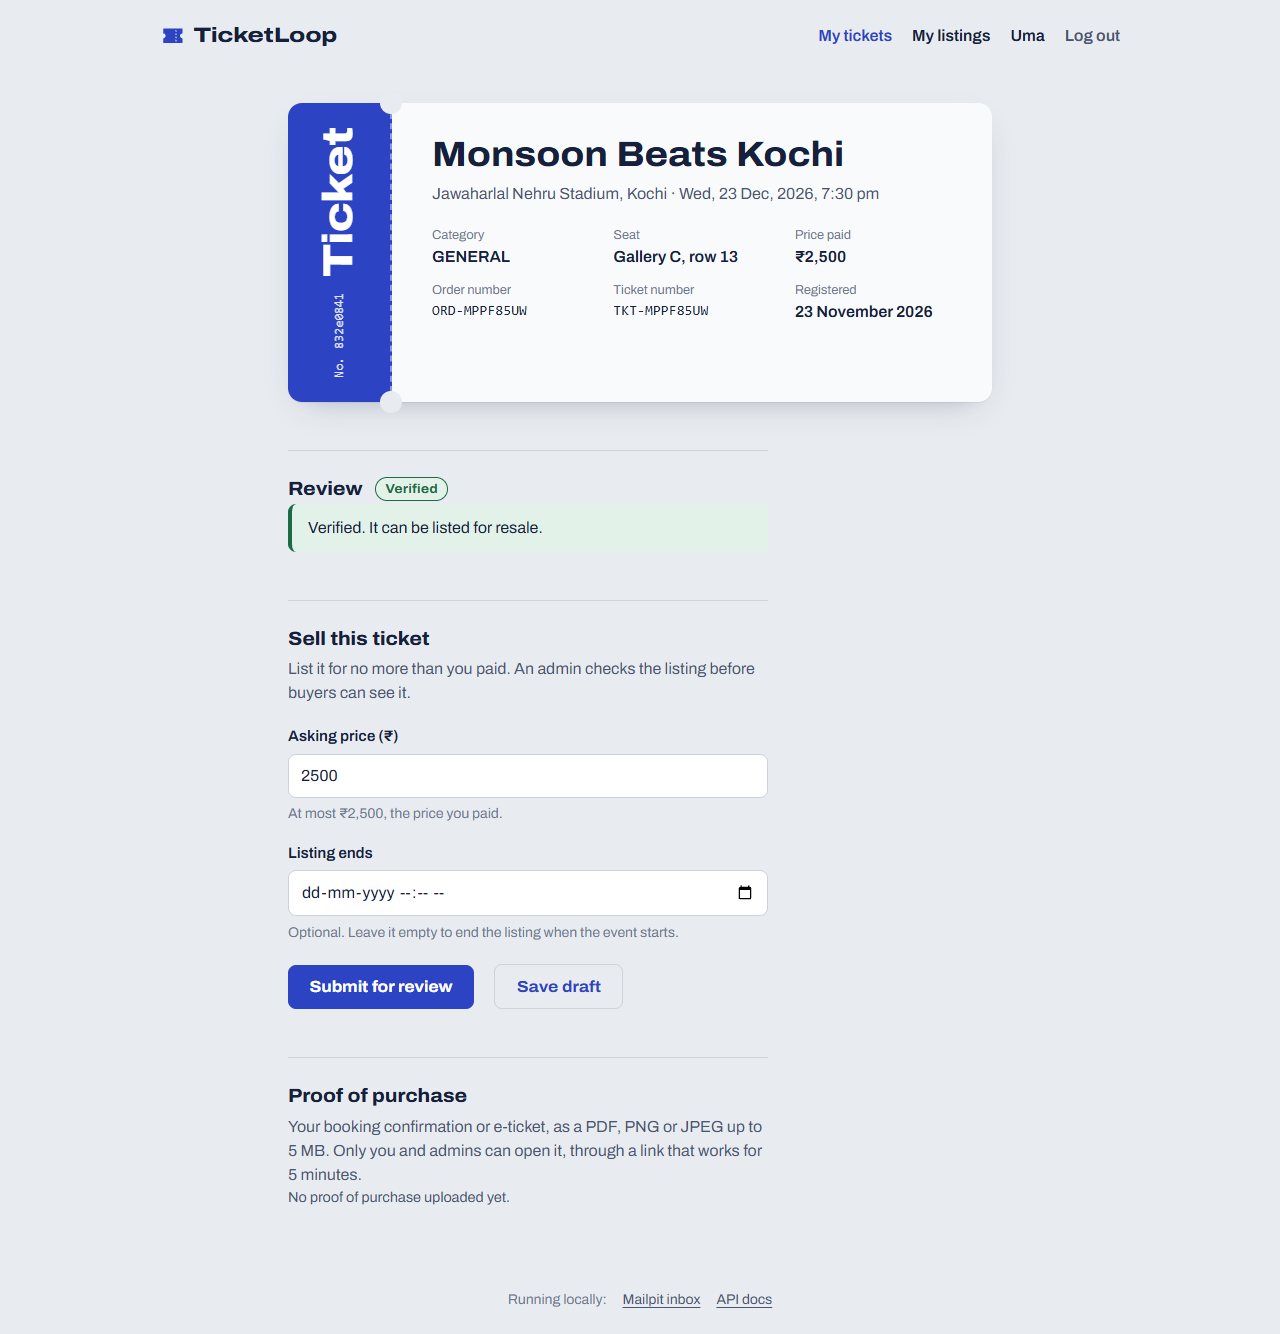 TicketLoop
My tickets
My listings
Uma
Log out
Ticket
No. 832e0841
Monsoon Beats Kochi
Jawaharlal Nehru Stadium, Kochi · Wed, 23 Dec, 2026, 7:30 pm
Category
Seat
Price paid
GENERAL
Gallery C, row 13
₹2,500
Order number
Ticket number
Registered
ORD-MPPF85UW
TKT-MPPF85UW
23 November 2026
Review
Verified
Verified. It can be listed for resale.
Sell this ticket
List it for no more than you paid. An admin checks the listing before
buyers can see it.
Asking price (₹)
2500
At most ₹2,500, the price you paid.
Listing ends
dd-mm-yyyy --:-- --
Optional. Leave it empty to end the listing when the event starts.
Submit for review
Save draft
Proof of purchase
Your booking confirmation or e-ticket, as a PDF, PNG or JPEG up to
5 MB. Only you and admins can open it, through a link that works for
5 minutes.
No proof of purchase uploaded yet.
Running locally:
Mailpit inbox
API docs